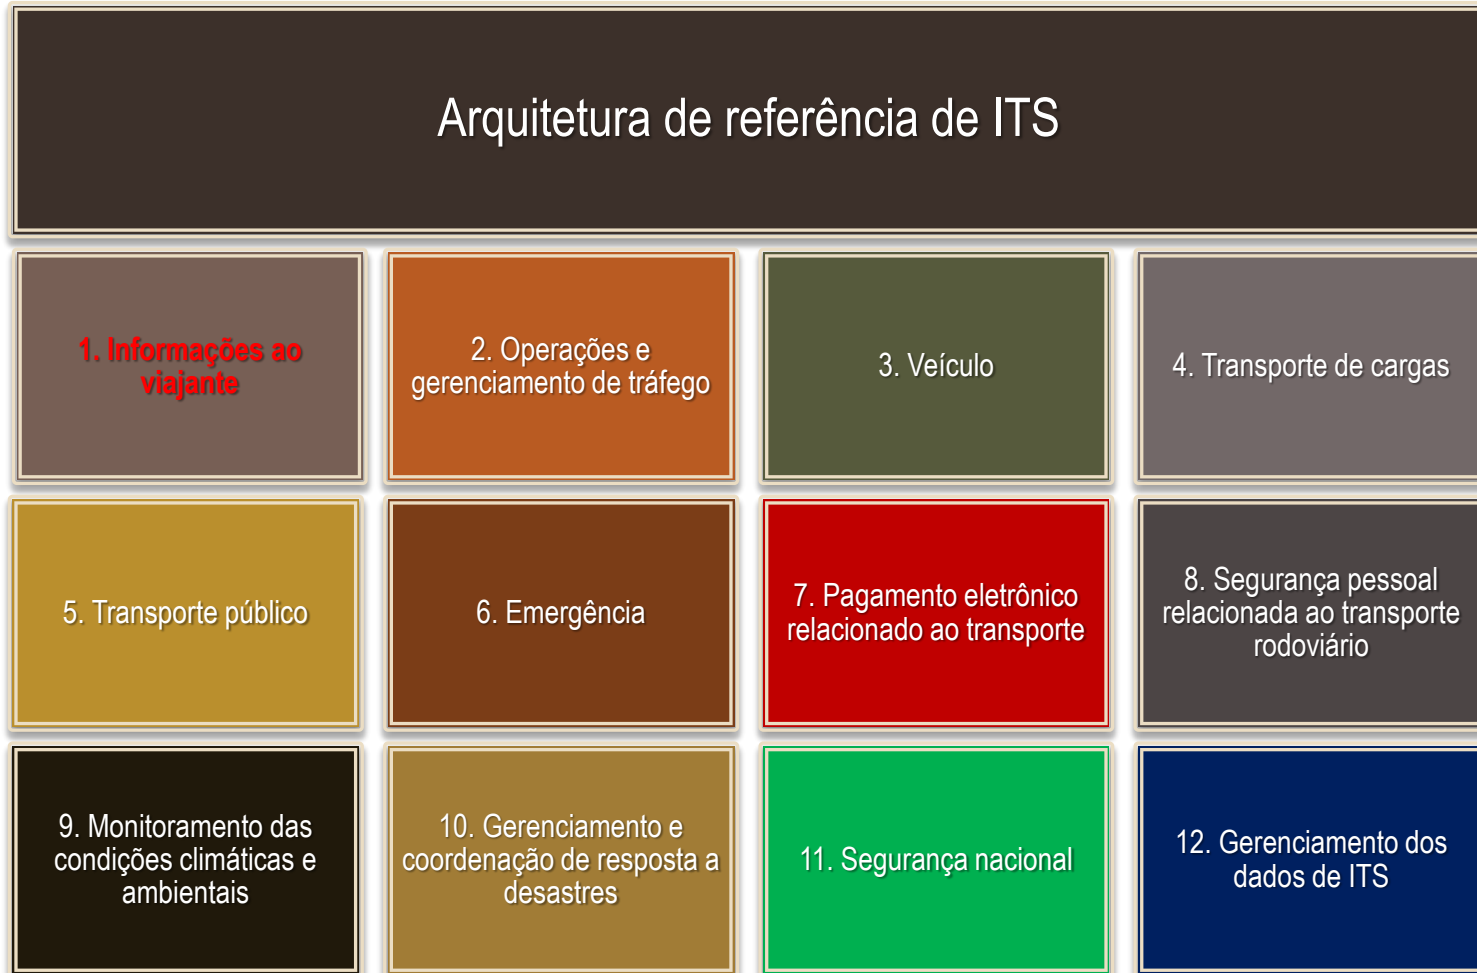 Arquitetura de referência de ITS
1. Informações ao
viajante
2. Operações e
gerenciamento de tráfego
3. Veículo
4. Transporte de cargas
5. Transporte público
6. Emergência
7. Pagamento eletrônico
relacionado ao transporte
8. Segurança pessoal
relacionada ao transporte
rodoviário
9. Monitoramento das
condições climáticas e
ambientais
10. Gerenciamento e
coordenação de resposta a
desastres
11. Segurança nacional
12. Gerenciamento dos
dados de ITS